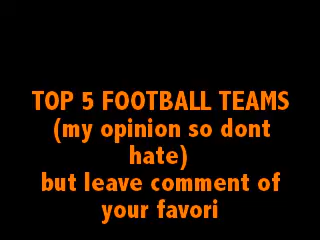 TOP 5 FOOTBALL TEAMS
(my opinion so dont
hate)
but leave comment of
your favori